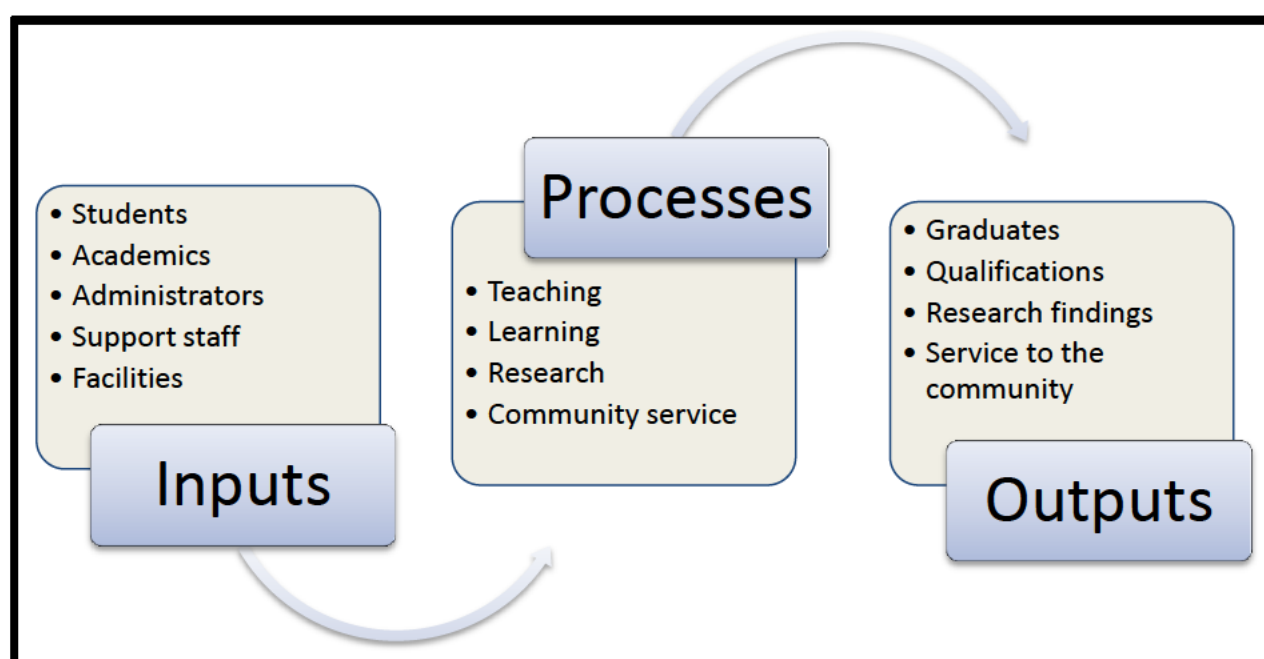 • Students
• Academics
• Administrators
• Support staff
• Facilities
Inputs
Processes
• Teaching
• Learning
• Research
• Community service
• Graduates
• Qualifications
• Research findings
• Service to the
community
Outputs